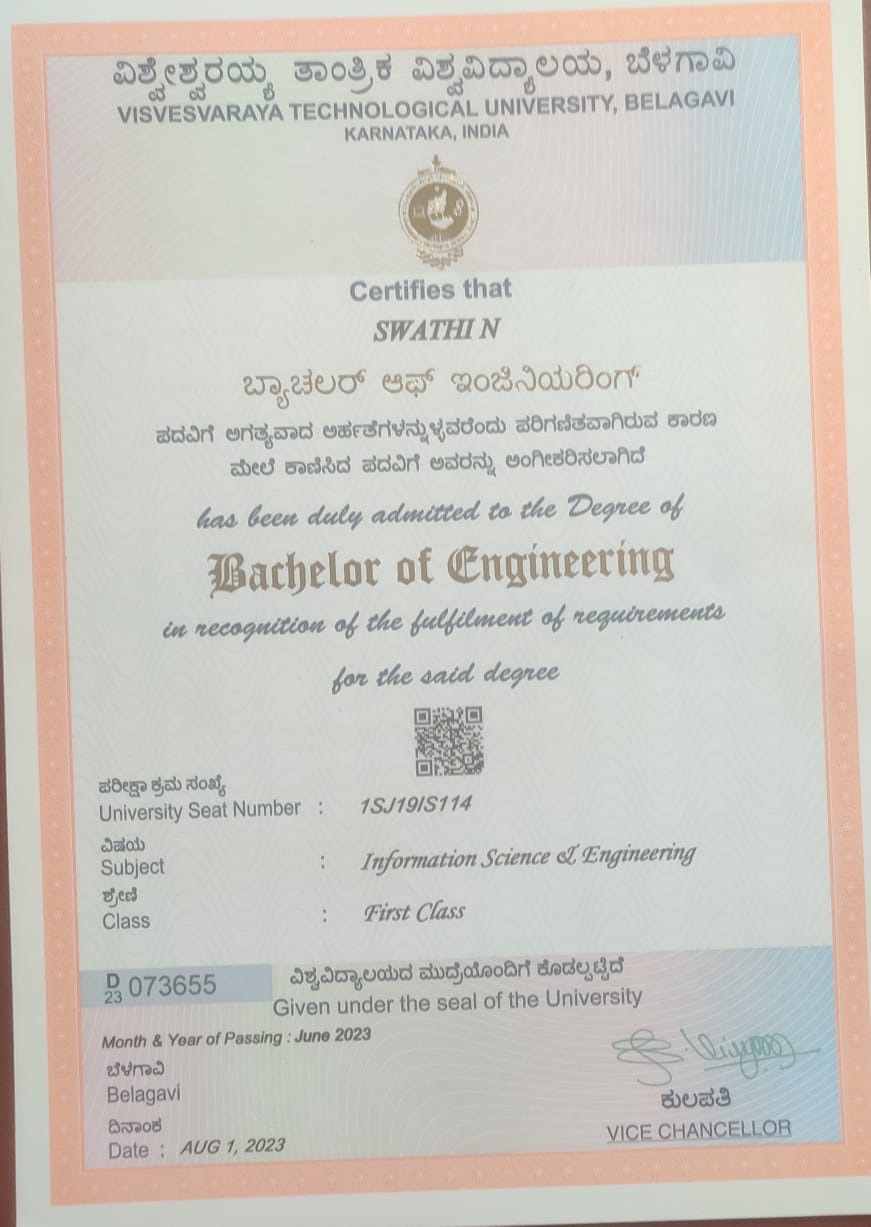 ವಿಶ್ವೇಶ್ವರಯ್ಯ ತಾಂತ್ರಿಕ ವಿಶ್ವವಿದ್ಯಾಲಯ, ಬೆಳಗಾವಿ
VISVESVARAYA TECHNOLOGICAL UNIVERSITY, BELAGAVI
KARNATAKA, INDIA
Certifies that
SWATHI N
ಬ್ಯಾಚಲರ್ ಆಫ್ ಇಂಜಿನಿಯರಿಂಗ್
ಪದವಿಗೆ ಅಗತ್ಯವಾದ ಅರ್ಹತೆಗಳನ್ನುಳ್ಳವರೆಂದು ಪರಿಗಣಿತವಾಗಿರುವ ಕಾರಣ
ಮೇಲೆ ಕಾಣಿಸಿದ ಪದವಿಗೆ ಅವರನ್ನು ಅಂಗೀಕರಿಸಲಾಗಿದೆ
has been duly admitted to the Degree of
Bachelor of Engineering
in recognition of the fulfilment of requirements
for the said degree
ಪರೀಕ್ಷಾ ಕ್ರಮ ಸಂಖ್ಯೆ
University Seat Number : 1SJ19IS114
ವಿಷಯ
Subject : Information Science & Engineering
ಶ್ರೇಣಿ
Class : First Class
D 23 073655
ವಿಶ್ವವಿದ್ಯಾಲಯದ ಮುದ್ರೆಯೊಂದಿಗೆ ಕೊಡಲ್ಪಟ್ಟಿದೆ
Given under the seal of the University
Month & Year of Passing : June 2023
ಬೆಳಗಾವಿ
Belagavi
ದಿನಾಂಕ
Date : AUG 1, 2023
ಕುಲಪತಿ
VICE CHANCELLOR